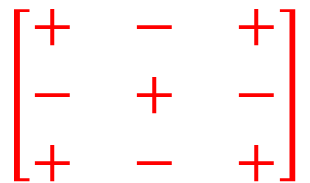 + − +
− + −
+ − +